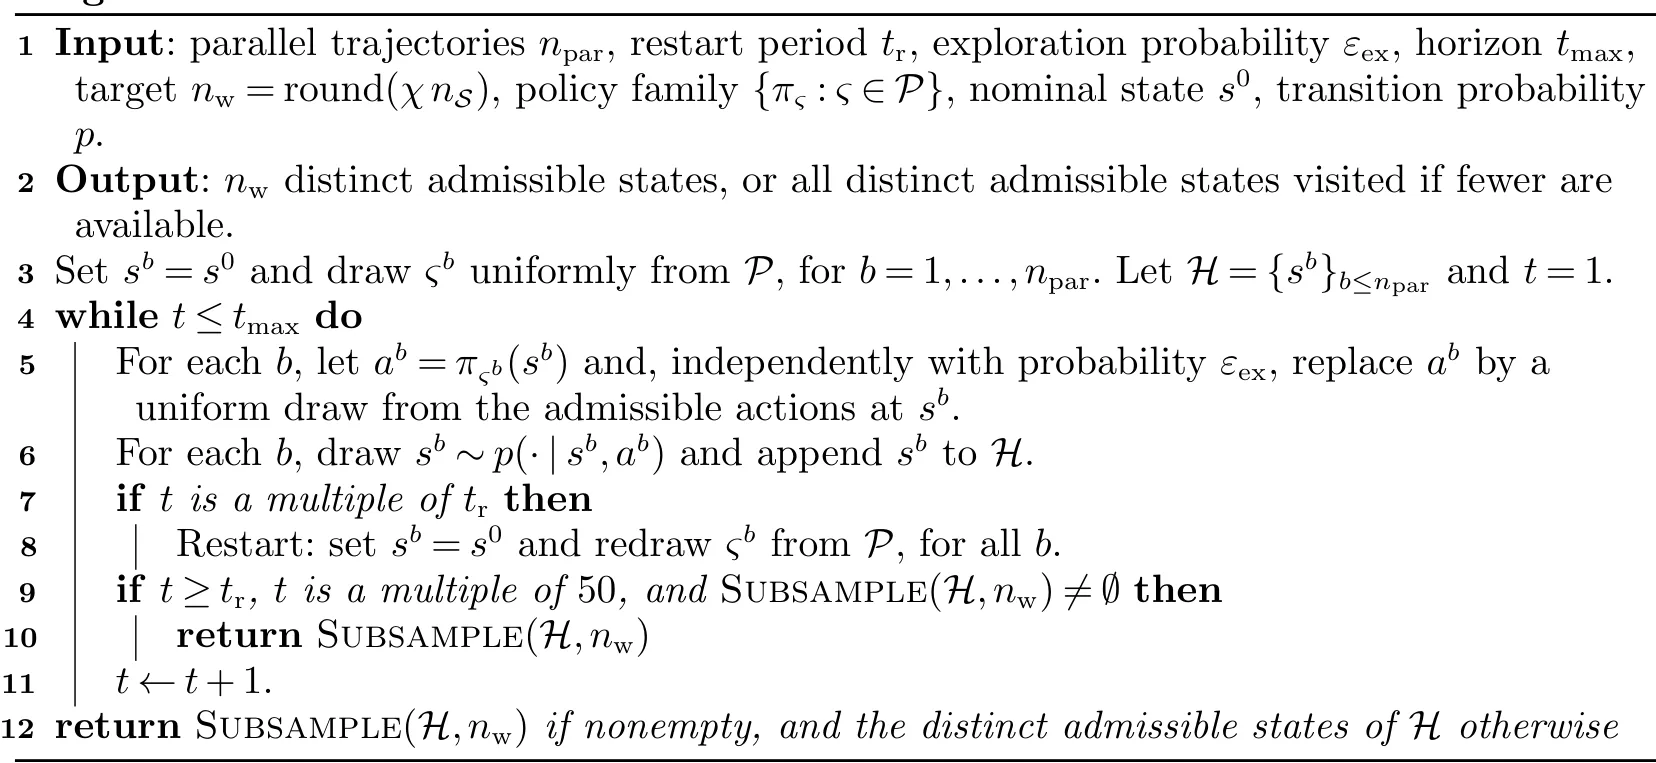 1 Input: parallel trajectories n_par, restart period t_r, exploration probability ε_ex, horizon t_max,
target n_w = round(χ n_𝒮), policy family {π_ς : ς ∈ 𝒫}, nominal state s^0, transition probability
p.
2 Output: n_w distinct admissible states, or all distinct admissible states visited if fewer are
available.
3 Set s^b = s^0 and draw ς^b uniformly from 𝒫, for b = 1, . . . , n_par. Let ℋ = {s^b}_{b≤n_par} and t = 1.
4 while t ≤ t_max do
5 For each b, let a^b = π_{ς^b}(s^b) and, independently with probability ε_ex, replace a^b by a
uniform draw from the admissible actions at s^b.
6 For each b, draw s^b ∼ p(· | s^b, a^b) and append s^b to ℋ.
7 if t is a multiple of t_r then
8 Restart: set s^b = s^0 and redraw ς^b from 𝒫, for all b.
9 if t ≥ t_r, t is a multiple of 50, and SUBSAMPLE(ℋ, n_w) ≠ ∅ then
10 return SUBSAMPLE(ℋ, n_w)
11 t ← t + 1.
12 return SUBSAMPLE(ℋ, n_w) if nonempty, and the distinct admissible states of ℋ otherwise